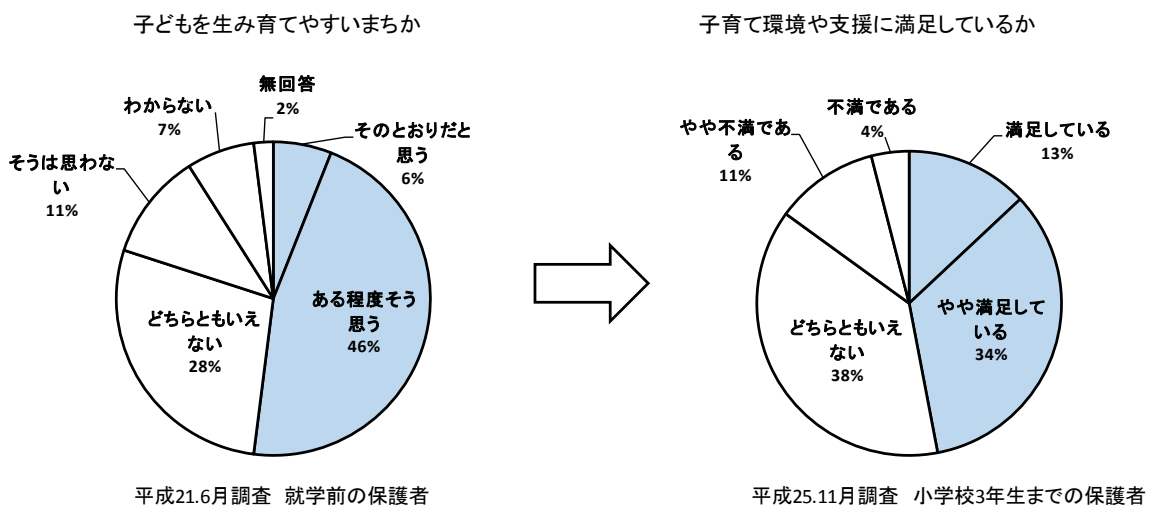 子どもを生み育てやすいまちか
無回答
2%
わからない
7%
そのとおりだと
思う
6%
そうは思わな
い
11%
ある程度そう
思う
46%
どちらともいえ
ない
28%
平成21.6月調査 就学前の保護者
子育て環境や支援に満足しているか
不満である
4%
満足している
13%
やや不満であ
る
11%
やや満足して
いる
34%
どちらともいえ
ない
38%
平成25.11月調査 小学校3年生までの保護者